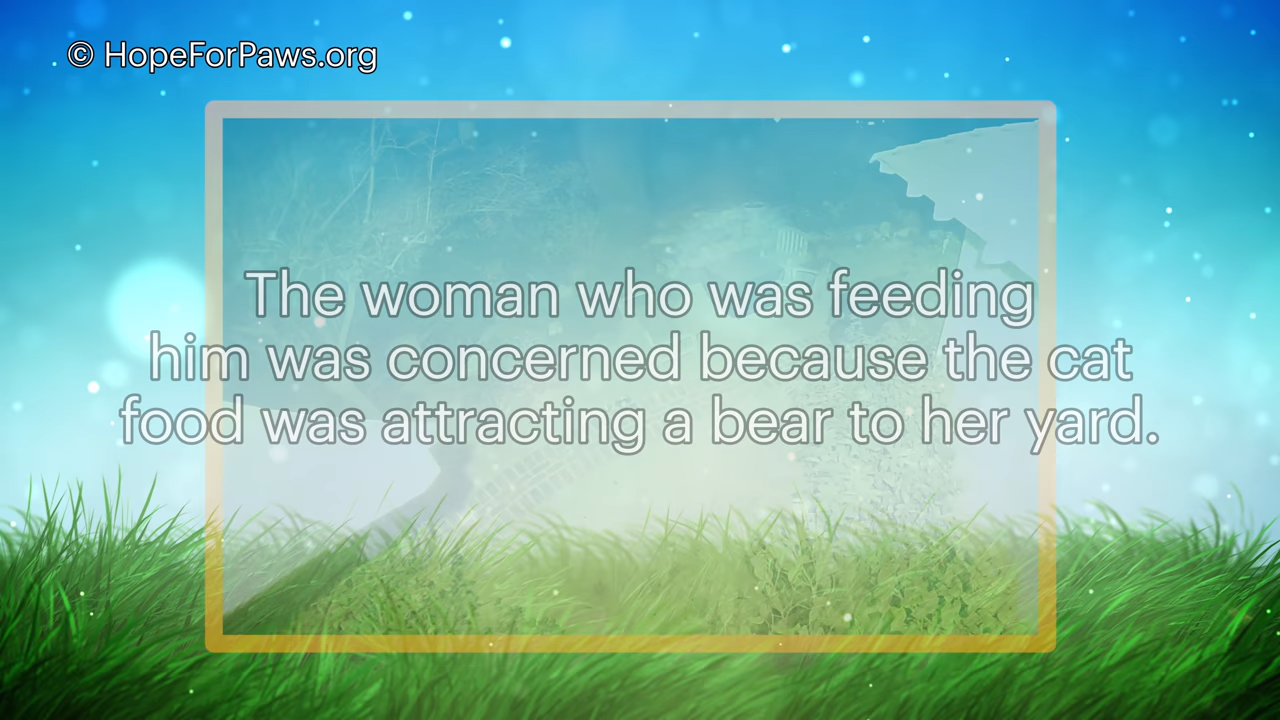 © HopeForPaws.org
The woman who was feeding
him was concerned because the cat
food was attracting a bear to her yard.